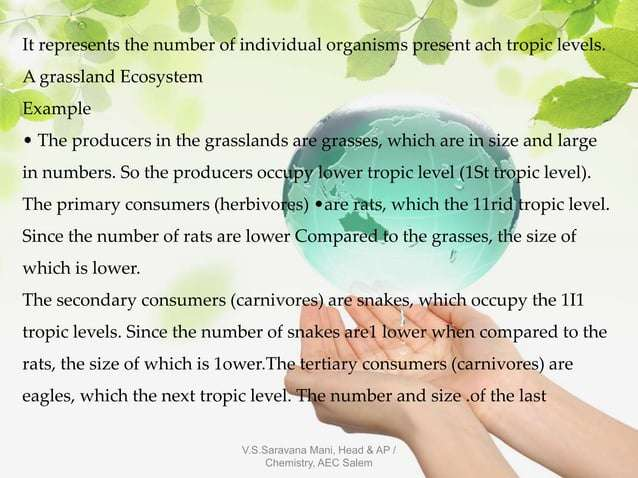 It represents the number of individual organisms present ach tropic levels.
A grassland Ecosystem
Example
• The producers in the grasslands are grasses, which are in size and large
in numbers. So the producers occupy lower tropic level (1St tropic level).
The primary consumers (herbivores) •are rats, which the 11rid tropic level.
Since the number of rats are lower Compared to the grasses, the size of
which is lower.
The secondary consumers (carnivores) are snakes, which occupy the 1I1
tropic levels. Since the number of snakes are1 lower when compared to the
rats, the size of which is 1ower.The tertiary consumers (carnivores) are
eagles, which the next tropic level. The number and size .of the last
V.S.Saravana Mani, Head & AP /
Chemistry, AEC Salem